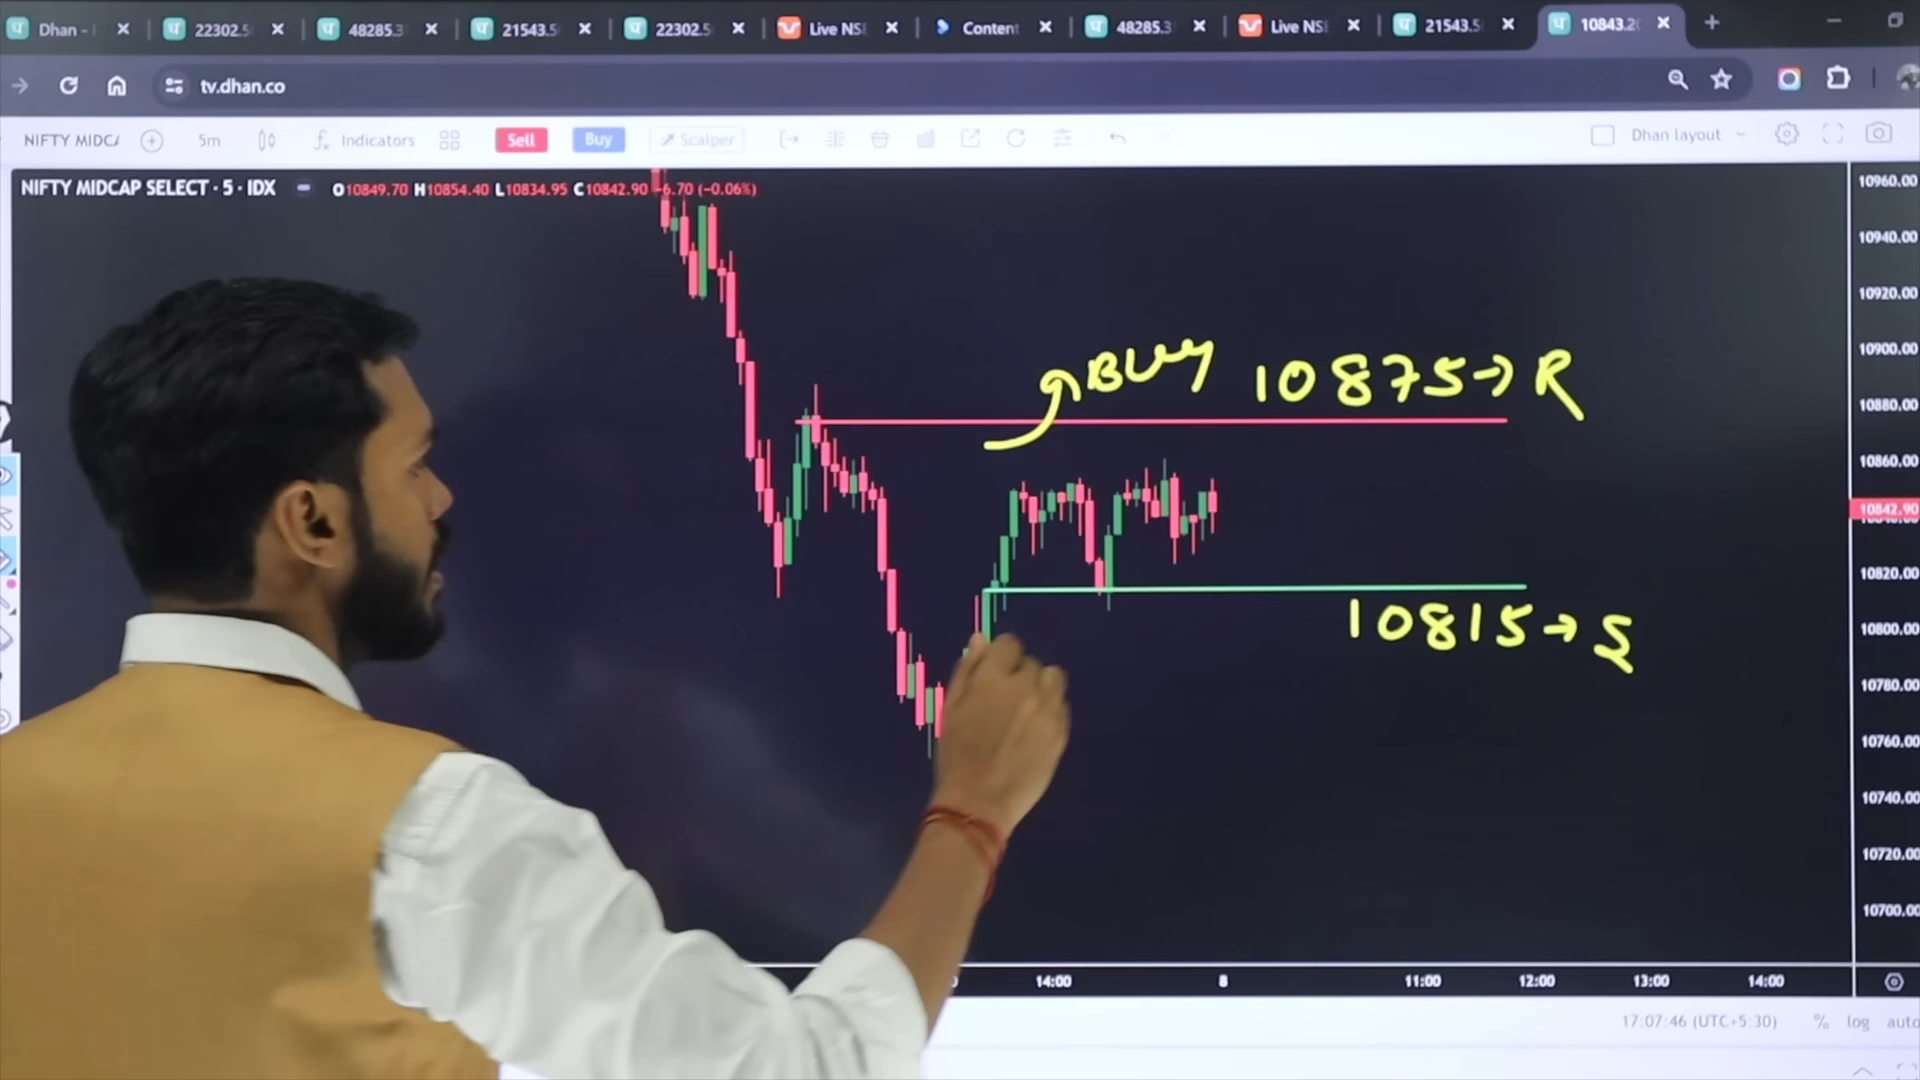 Dhan - 22302.5 48285.3 21543.5 22302.5 Live NSE Content 48285.3 Live NSE 21543.5 10843.20
tv.dhan.co
NIFTY MIDCA 5m Indicators Sell Buy Scalper Dhan layout
NIFTY MIDCAP SELECT · 5 · IDX O10849.70 H10854.40 L10834.95 C10842.90 -6.70 (-0.06%)
10960.00
10940.00
10920.00
10900.00
BUY 10875→R
10880.00
10860.00
10842.90
10820.00
10815→S
10800.00
10780.00
10760.00
10740.00
10720.00
10700.00
14:00 8 11:00 12:00 13:00 14:00
17:07:46 (UTC+5:30) % log auto